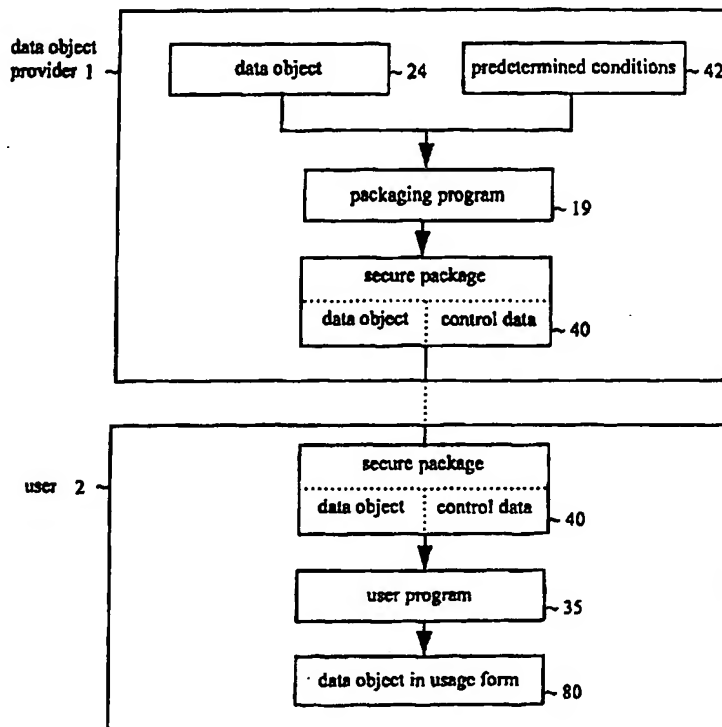 data object
provider 1
data object
~24
predetermined conditions
~42
packaging program
~19
secure package
data object
control data
~40
user 2
secure package
data object
control data
~40
user program
~35
data object in usage form
~80